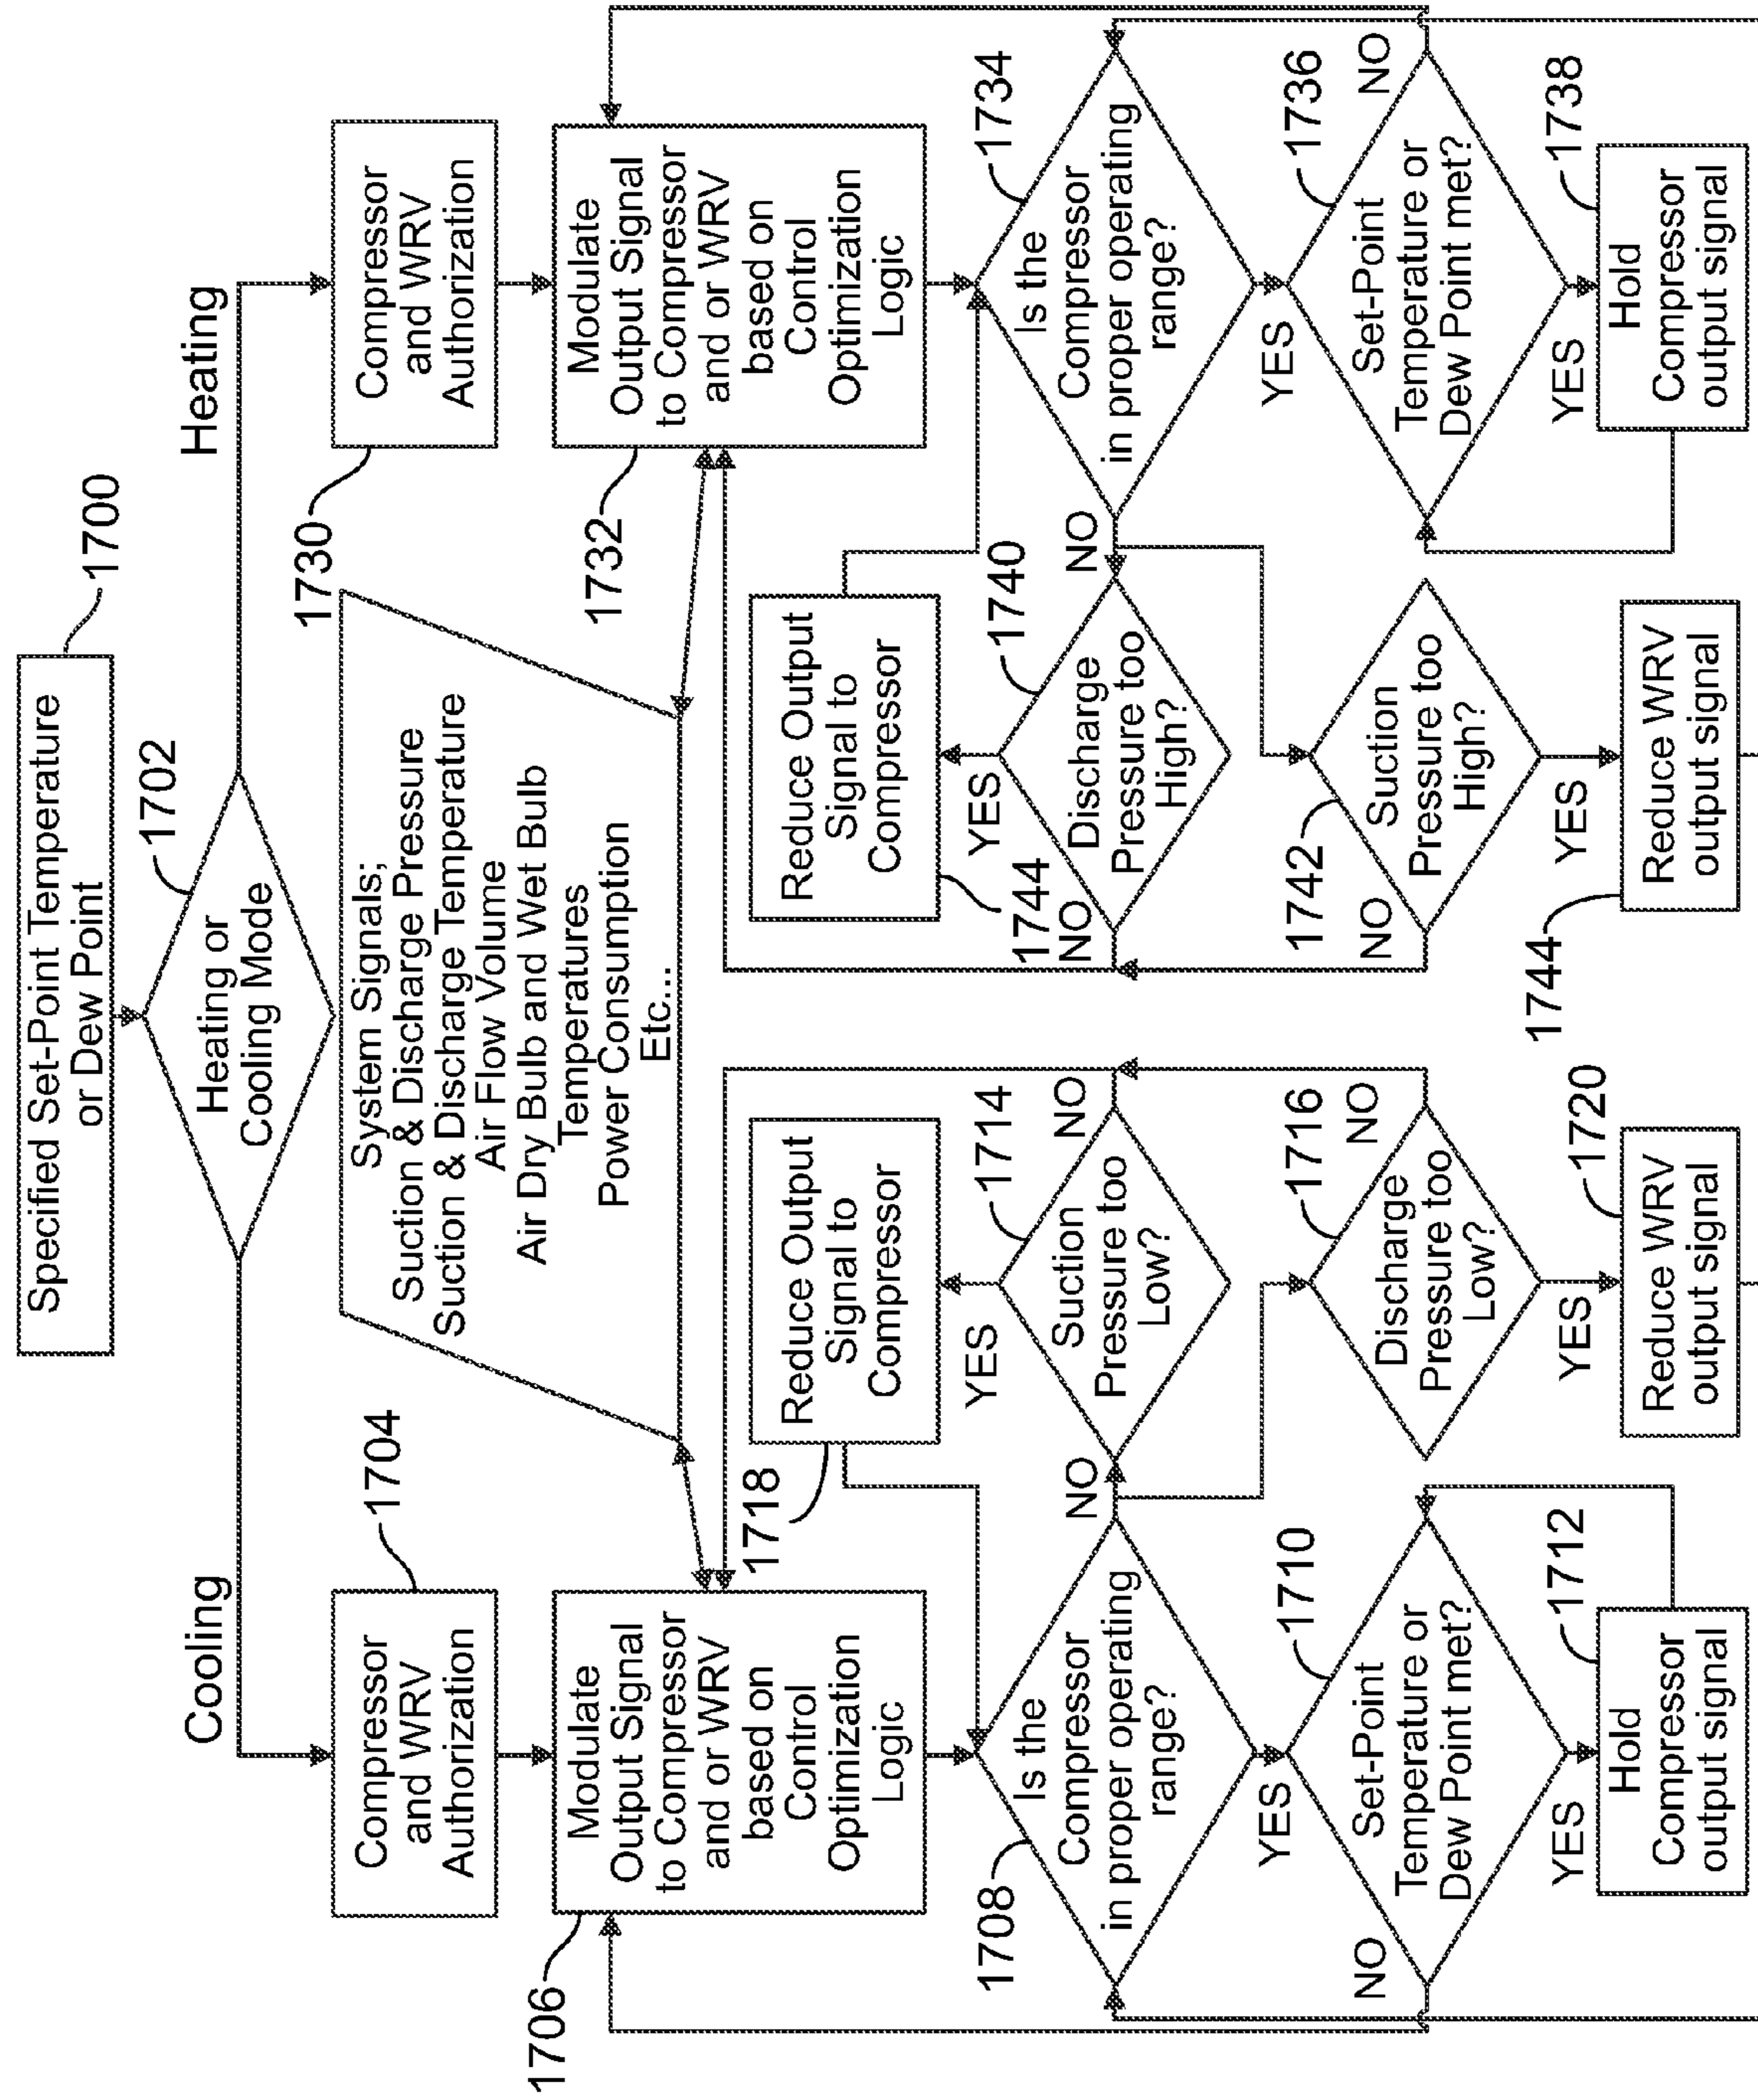 Specified Set-Point Temperature
or Dew Point
1700
Heating or
Cooling Mode
1702
Cooling
Heating
Compressor
and WRV
Authorization
1704
System Signals;
Suction & Discharge Pressure
Suction & Discharge Temperature
Air Flow Volume
Air Dry Bulb and Wet Bulb
Temperatures
Power Consumption
Etc...
Compressor
and WRV
Authorization
1730
Modulate
Output Signal
to Compressor
and or WRV
based on
Control
Optimization
Logic
1706
Modulate
Output Signal
to Compressor
and or WRV
based on
Control
Optimization
Logic
1732
Reduce Output
Signal to
Compressor
1718
Reduce Output
Signal to
Compressor
1744
Is the
Compressor
in proper operating
range?
1708
NO
YES
Suction
Pressure too
Low?
1714
YES
NO
Discharge
Pressure too
High?
1740
YES
NO
Is the
Compressor
in proper operating
range?
1734
NO
YES
Set-Point
Temperature or
Dew Point met?
1710
NO
YES
Discharge
Pressure too
Low?
1716
NO
YES
Suction
Pressure too
High?
1742
NO
YES
Set-Point
Temperature or
Dew Point met?
1736
NO
YES
Hold
Compressor
output signal
1712
Reduce WRV
output signal
1720
Reduce WRV
output signal
1744
Hold
Compressor
output signal
1738